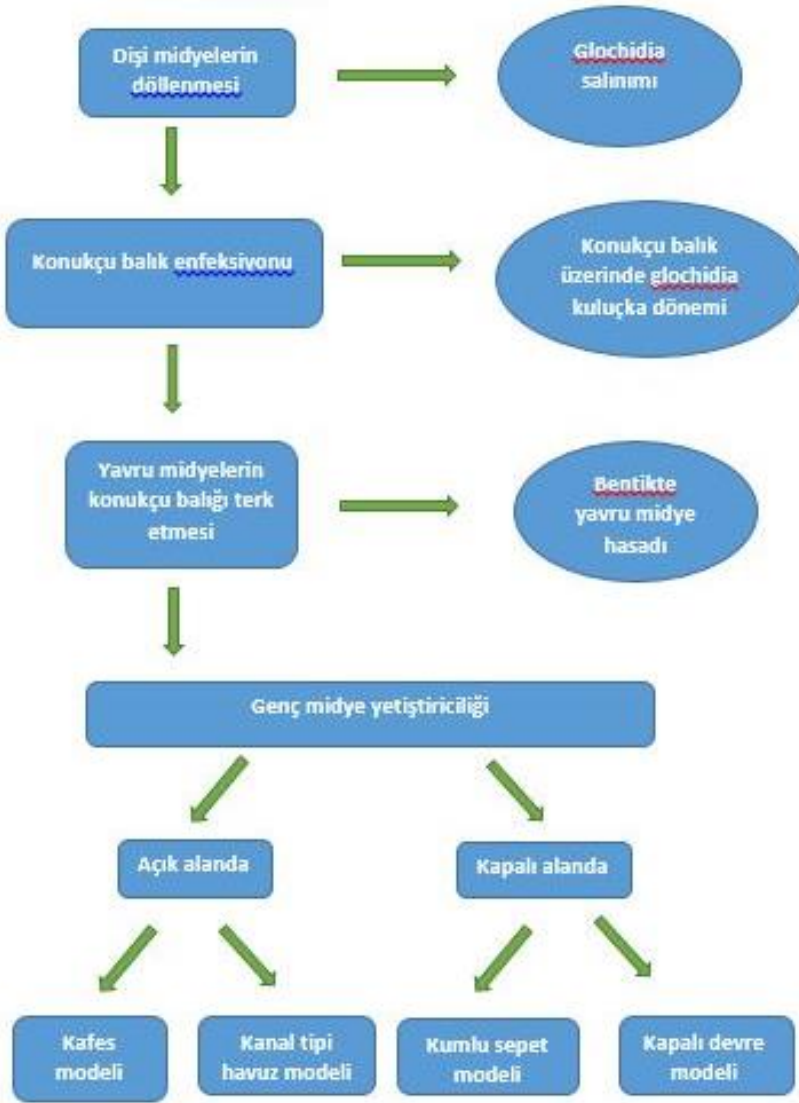 Dişi midyelerin
döllenmesi
Glochidia
salınımı
Konukçu balık enfeksivonu
Konukçu balık
üzerinde glochidia
kuluçka dönemi
Yavru midyelerin
konukçu balığı terk
etmesi
Bentikte
yavru midye
hasadı
Genç midye yetiştiriciliği
Açık alanda
Kapalı alanda
Kafes
modeli
Kanal tipi
havuz modeli
Kumlu sepet
modeli
Kapalı devre
modeli